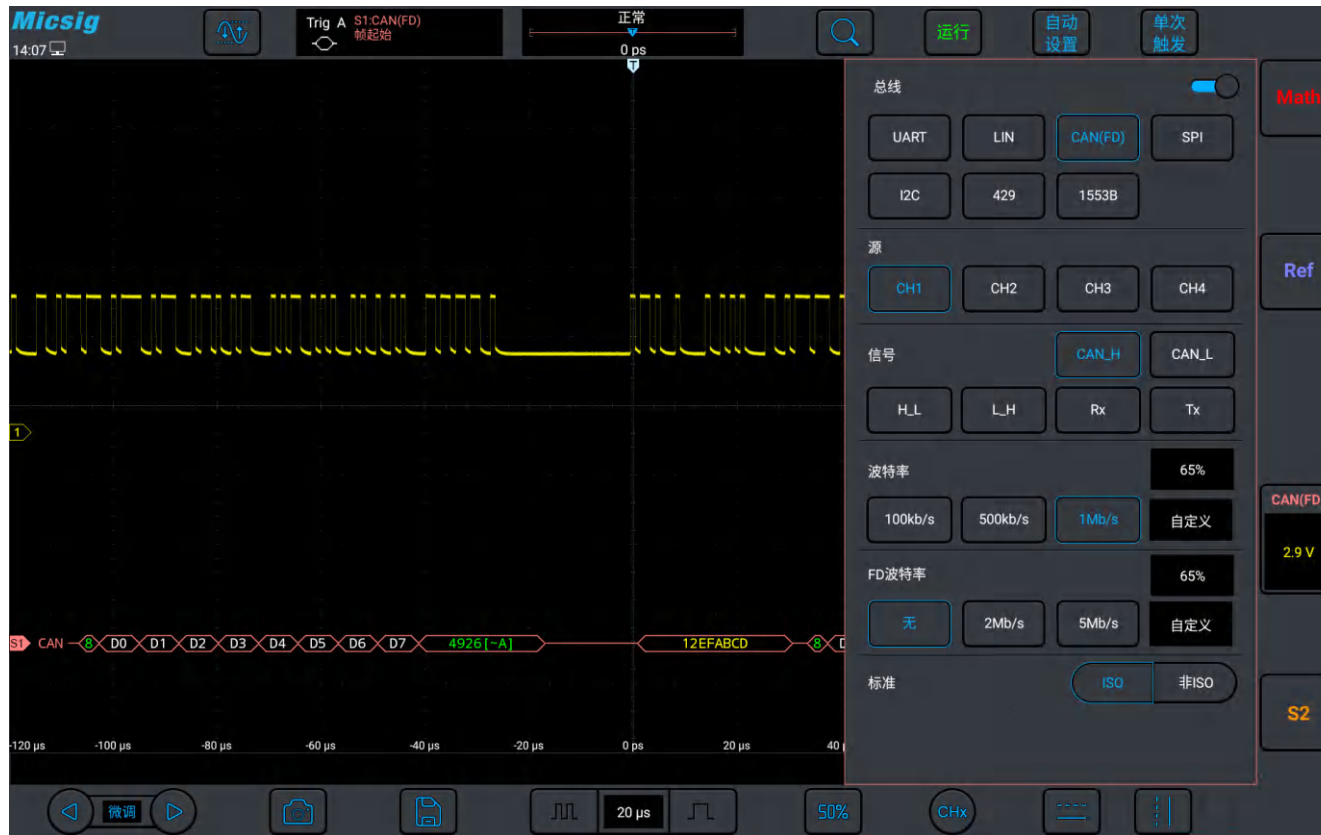 Micsig
14:07
Trig A S1:CAN(FD)
帧起始
正常
T
0 ps
运行
自动
设置
单次
触发
T
总线
UART LIN CAN(FD) SPI
I2C 429 1553B
源
CH1 CH2 CH3 CH4
信号 CAN_H CAN_L
H_L L_H Rx Tx
波特率 65%
100kb/s 500kb/s 1Mb/s 自定义
FD波特率 65%
无 2Mb/s 5Mb/s 自定义
标准 ISO 非ISO
Math
Ref
CAN(FD
2.9 V
S2
1
S1 CAN 8 D0 D1 D2 D3 D4 D5 D6 D7 4926[~A] 12EFABCD 8
-120 μs -100 μs -80 μs -60 μs -40 μs -20 μs 0 ps 20 μs 40
微调 20 μs 50% CHx